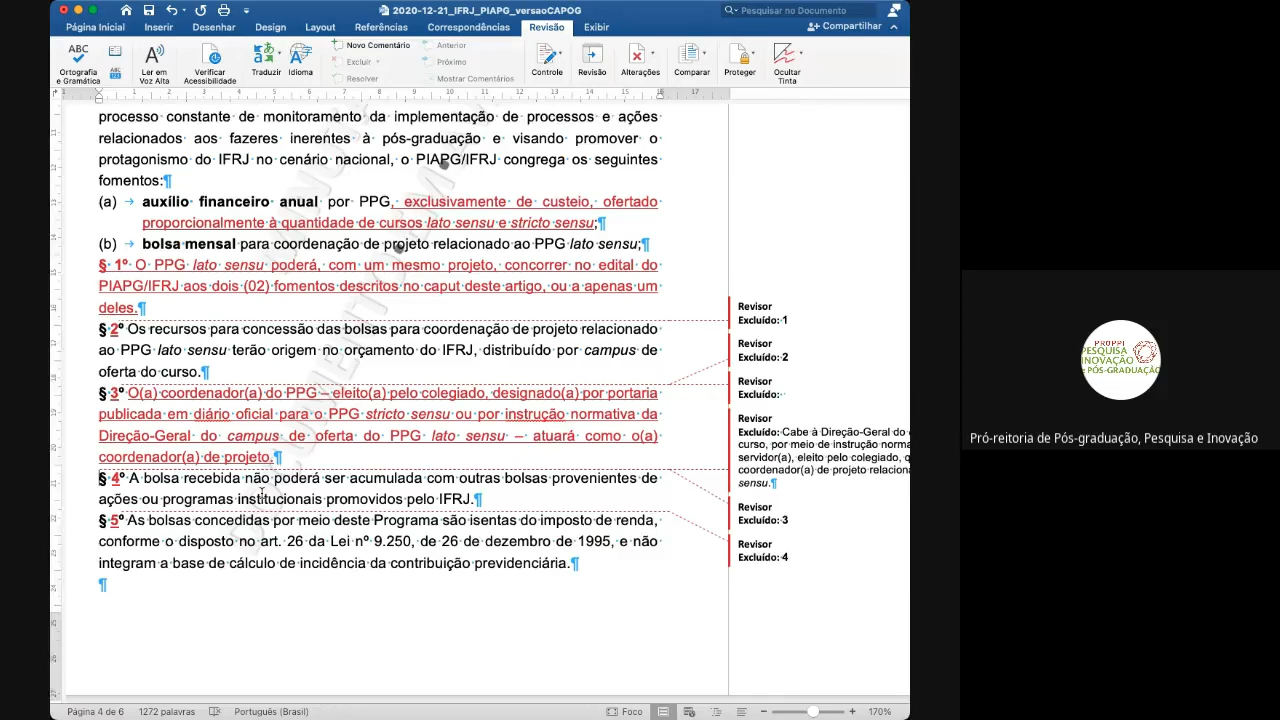 2020-12-21_IFRJ_PIAPG_versaoCAPOG
Pesquisar no Documento
Página Inicial Inserir Desenhar Design Layout Referências Correspondências Revisão Exibir Compartilhar
ABC Ortografia e Gramática
ABC 123
Ler em Voz Alta
Verificar Acessibilidade
Traduzir
Idioma
Novo Comentário
Excluir
Resolver
Anterior
Próximo
Mostrar Comentários
Controle
Revisão
Alterações
Comparar
Proteger
Ocultar Tinta
processo constante de monitoramento da implementação de processos e ações
relacionados aos fazeres inerentes à pós-graduação e visando promover o
protagonismo do IFRJ no cenário nacional, o PIAPG/IFRJ congrega os seguintes
fomentos:¶
(a) → auxílio financeiro anual por PPG, exclusivamente de custeio, ofertado
proporcionalmente à quantidade de cursos lato sensu e stricto sensu;¶
(b) → bolsa mensal para coordenação de projeto relacionado ao PPG lato sensu;¶
§ 1º O PPG lato sensu poderá, com um mesmo projeto, concorrer no edital do
PIAPG/IFRJ aos dois (02) fomentos descritos no caput deste artigo, ou a apenas um
deles.¶
§ 2º Os recursos para concessão das bolsas para coordenação de projeto relacionado
ao PPG lato sensu terão origem no orçamento do IFRJ, distribuído por campus de
oferta do curso.¶
§ 3º O(a) coordenador(a) do PPG – eleito(a) pelo colegiado, designado(a) por portaria
publicada em diário oficial para o PPG stricto sensu ou por instrução normativa da
Direção-Geral do campus de oferta do PPG lato sensu – atuará como o(a)
coordenador(a) de projeto.¶
§ 4º A bolsa recebida não poderá ser acumulada com outras bolsas provenientes de
ações ou programas institucionais promovidos pelo IFRJ.¶
§ 5º As bolsas concedidas por meio deste Programa são isentas do imposto de renda,
conforme o disposto no art. 26 da Lei nº 9.250, de 26 de dezembro de 1995, e não
integram a base de cálculo de incidência da contribuição previdenciária.¶
¶
Revisor
Excluído: 1
Revisor
Excluído: 2
Revisor
Excluído:
Revisor
Excluído: Cabe à Direção-Geral do
curso, por meio de instrução norma
servidor(a), eleito pelo colegiado, q
coordenador(a) de projeto relacion
sensu.¶
Revisor
Excluído: 3
Revisor
Excluído: 4
PROPPI
PESQUISA
INOVAÇÃO
e PÓS-GRADUAÇÃO
Pró-reitoria de Pós-graduação, Pesquisa e Inovação
Página 4 de 6 1272 palavras Português (Brasil) Foco 170%